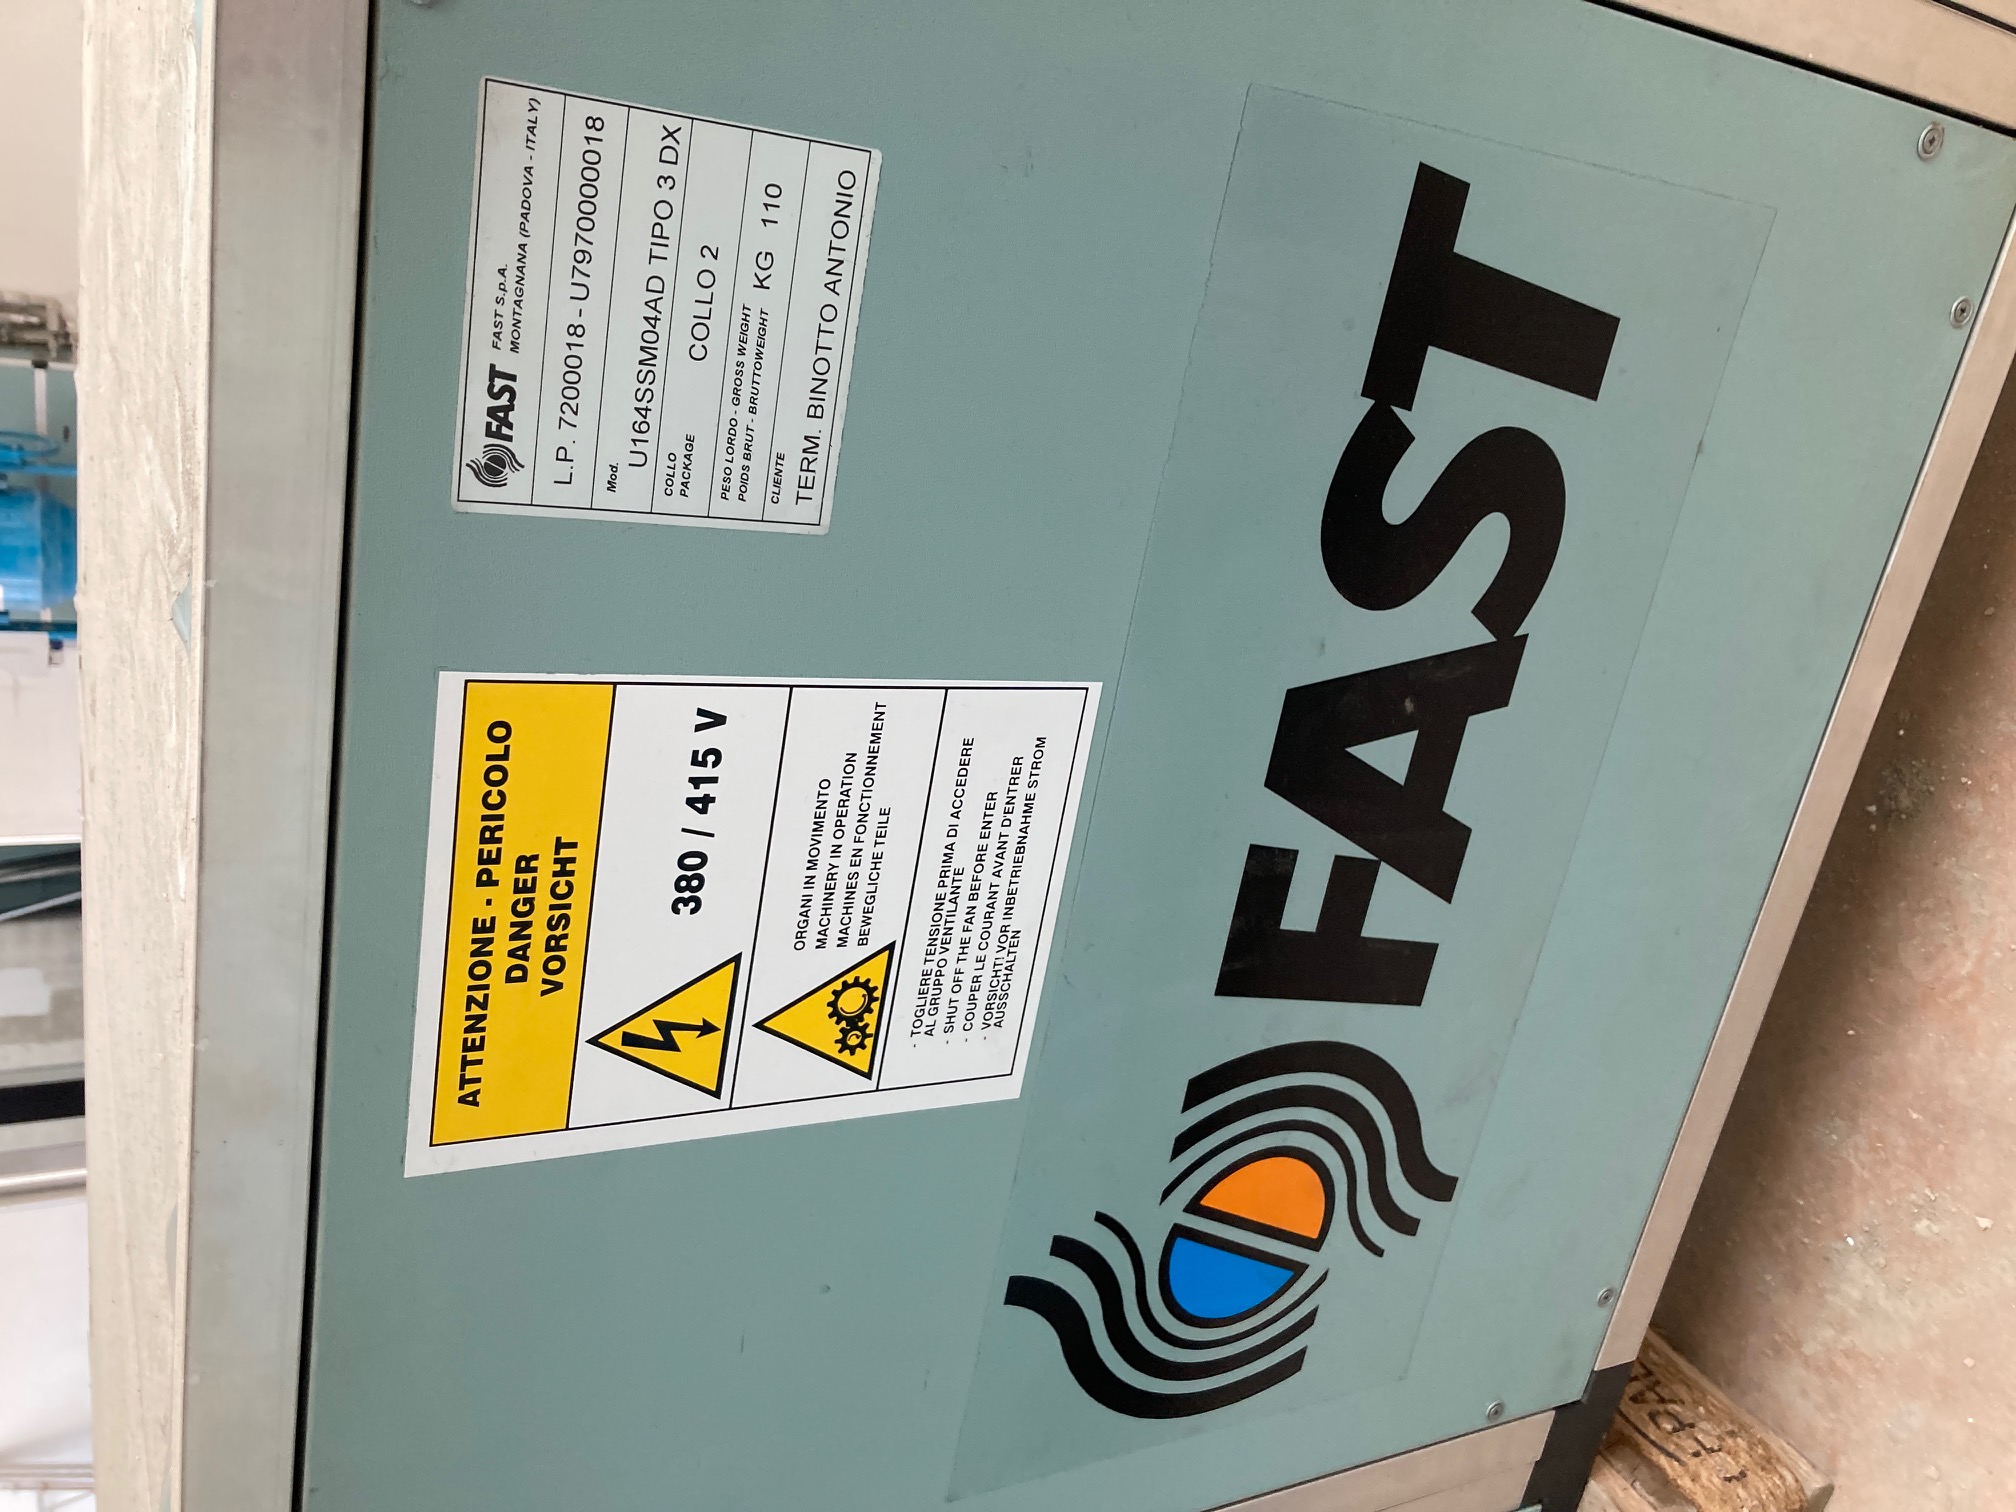 FAST FAST S.p.A.
MONTAGNANA (PADOVA - ITALY)
L.P. 7200018 - U7970000018
Mod.
U164SSM04AD TIPO 3 DX
COLLO
PACKAGE
COLLO 2
PESO LORDO - GROSS WEIGHT
POIDS BRUT - BRUTTOWEIGHT KG 110
CLIENTE
TERM. BINOTTO ANTONIO
ATTENZIONE - PERICOLO
DANGER
VORSICHT
380 / 415 V
ORGANI IN MOVIMENTO
MACHINERY IN OPERATION
MACHINES EN FONCTIONNEMENT
BEWEGLICHE TEILE
- TOGLIERE TENSIONE PRIMA DI ACCEDERE
AL GRUPPO VENTILANTE
- SHUT OFF THE FAN BEFORE ENTER
- COUPER LE COURANT AVANT D'ENTRER
- VORSICHT! VOR INBETRIEBNAHME STROM
AUSSCHALTEN
FAST